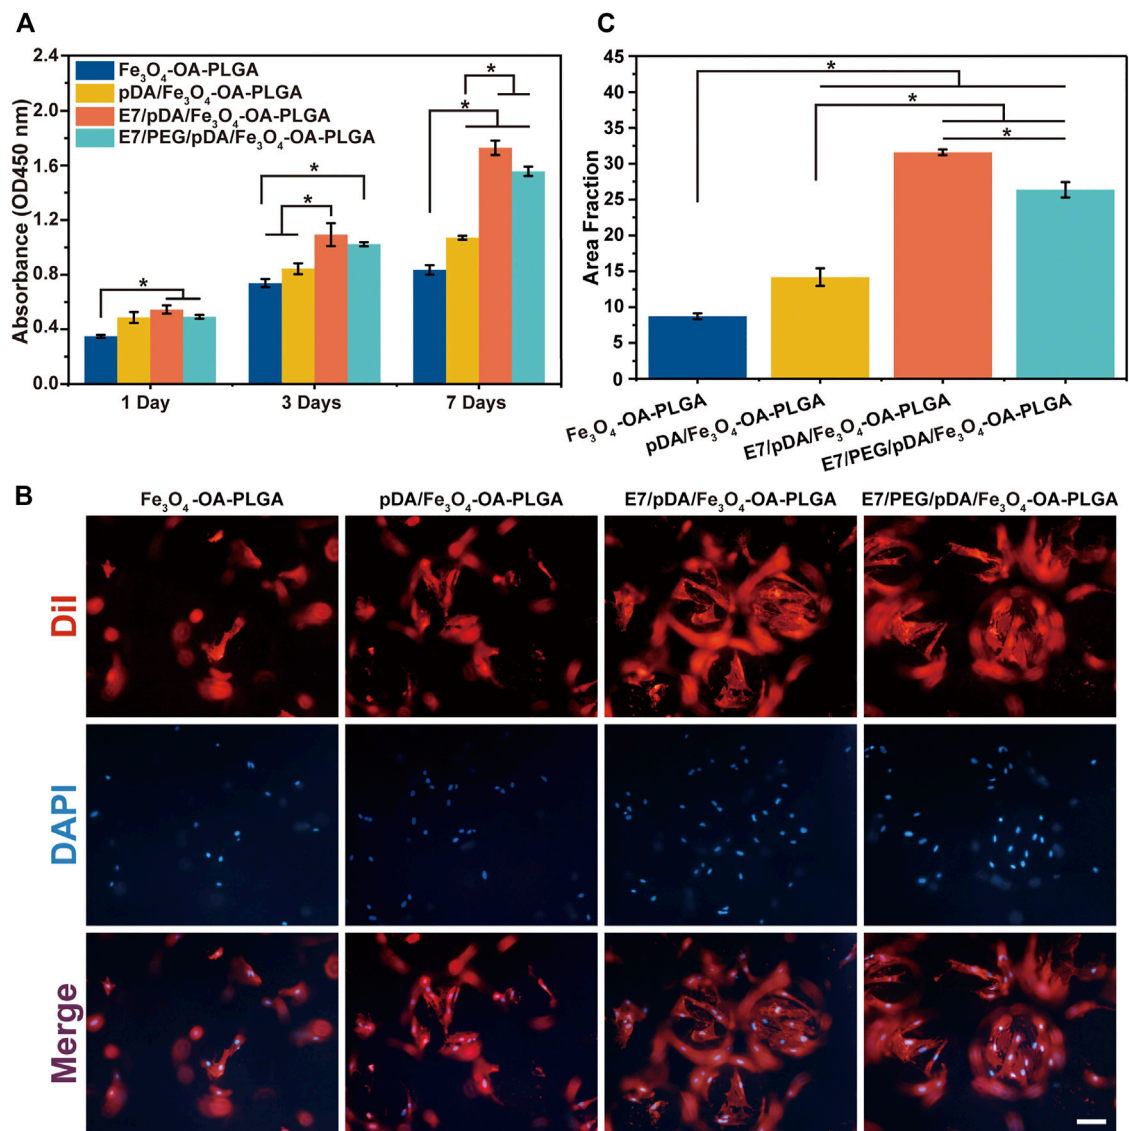 A
Absorbance (OD450 nm)
2.4
2.0
1.6
1.2
0.8
0.4
0.0
Fe₃O₄-OA-PLGA
pDA/Fe₃O₄-OA-PLGA
E7/pDA/Fe₃O₄-OA-PLGA
E7/PEG/pDA/Fe₃O₄-OA-PLGA
*
*
*
*
*
1 Day
3 Days
7 Days
C
Area Fraction
45
40
35
30
25
20
15
10
5
0
*
*
*
Fe₃O₄-OA-PLGA
pDA/Fe₃O₄-OA-PLGA
E7/pDA/Fe₃O₄-OA-PLGA
E7/PEG/pDA/Fe₃O₄-OA-PLGA
B
Fe₃O₄-OA-PLGA
pDA/Fe₃O₄-OA-PLGA
E7/pDA/Fe₃O₄-OA-PLGA
E7/PEG/pDA/Fe₃O₄-OA-PLGA
DiI
DAPI
Merge